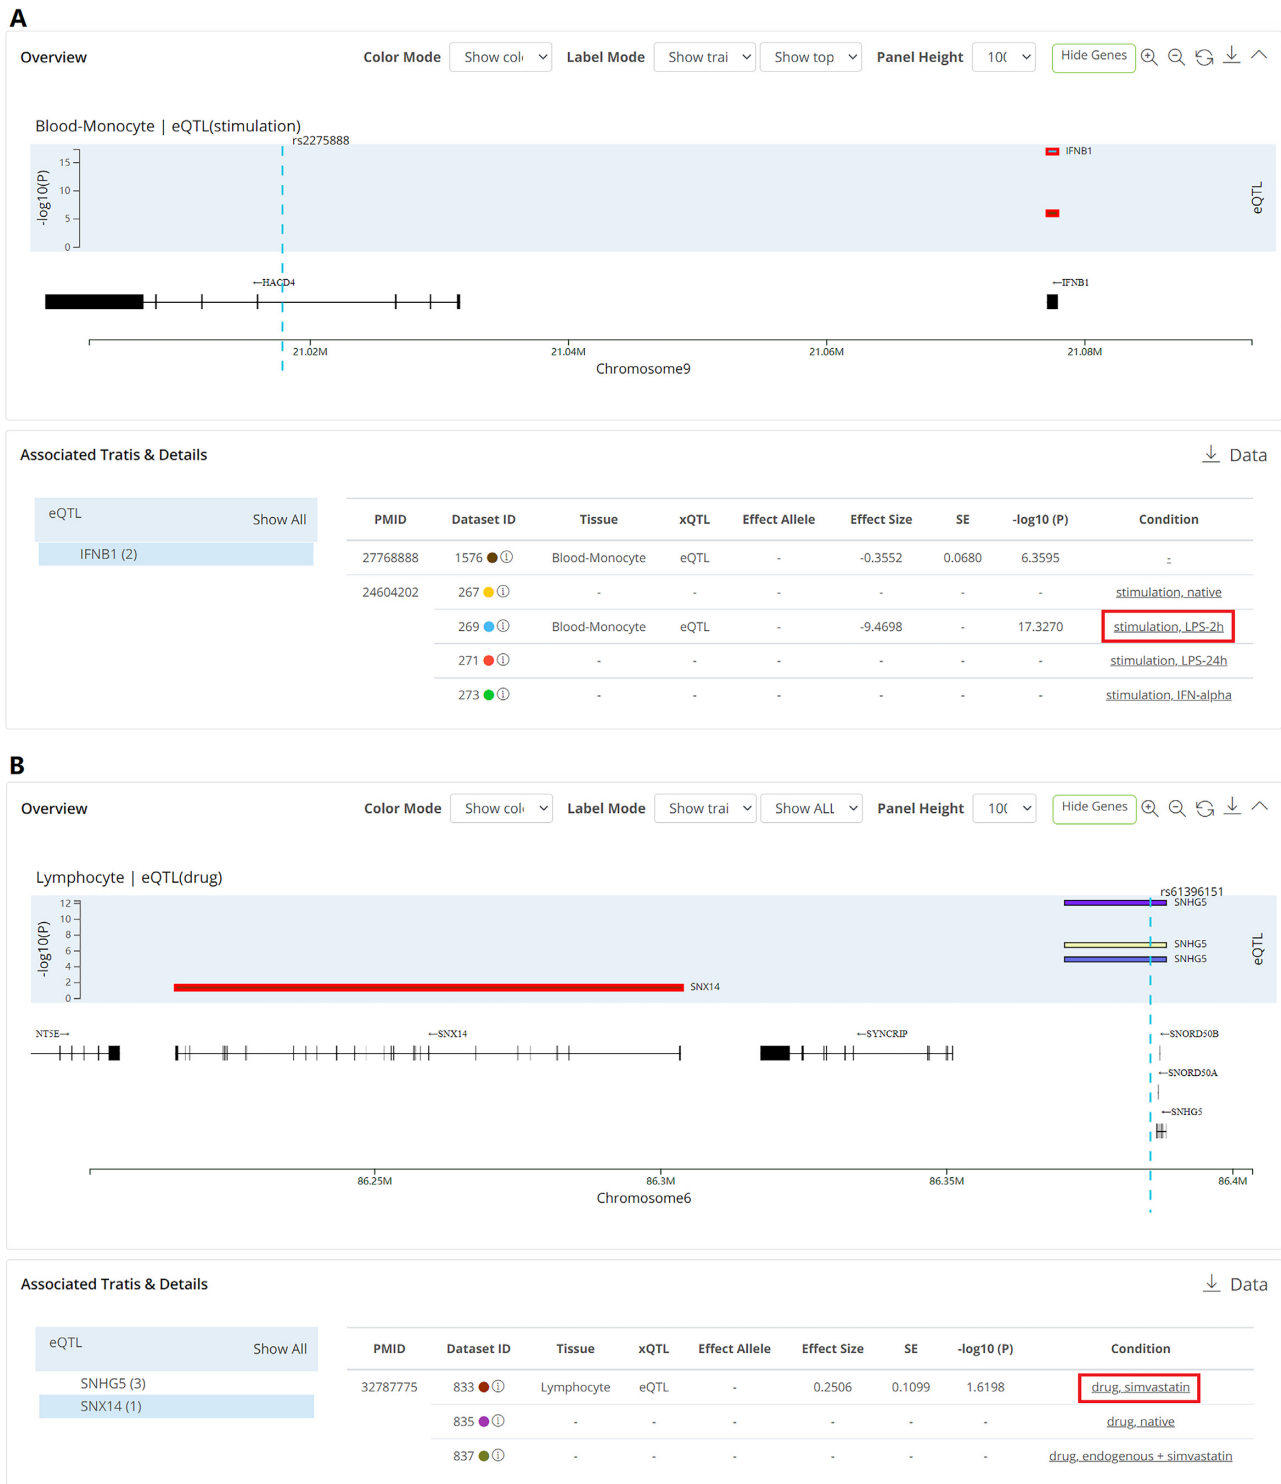 A
Overview
Color Mode Show col Label Mode Show trai Show top Panel Height 10( Hide Genes
Blood-Monocyte | eQTL(stimulation)
rs2275888
15
10
5
0
-log10(P)
IFNB1
eQTL
←HACD4
←IFNB1
21.02M 21.04M 21.06M 21.08M
Chromosome9
Associated Tratis & Details
Data
eQTL Show All
IFNB1 (2)
PMID Dataset ID Tissue xQTL Effect Allele Effect Size SE -log10 (P) Condition
27768888 1576 Blood-Monocyte eQTL - -0.3552 0.0680 6.3595 -
24604202 267 - - - - - - stimulation, native
269 Blood-Monocyte eQTL - -9.4698 - 17.3270 stimulation, LPS-2h
271 - - - - - - stimulation, LPS-24h
273 - - - - - - stimulation, IFN-alpha
B
Overview
Color Mode Show col Label Mode Show trai Show ALL Panel Height 10( Hide Genes
Lymphocyte | eQTL(drug)
rs61396151
12
10
8
6
4
2
0
-log10(P)
SNHG5
SNHG5
SNHG5
SNX14
eQTL
NT5E→
←SNX14
←SYNCRIP
←SNORD50B
←SNORD50A
←SNHG5
86.25M 86.3M 86.35M 86.4M
Chromosome6
Associated Tratis & Details
Data
eQTL Show All
SNHG5 (3)
SNX14 (1)
PMID Dataset ID Tissue xQTL Effect Allele Effect Size SE -log10 (P) Condition
32787775 833 Lymphocyte eQTL - 0.2506 0.1099 1.6198 drug, simvastatin
835 - - - - - - drug, native
837 - - - - - - drug, endogenous + simvastatin